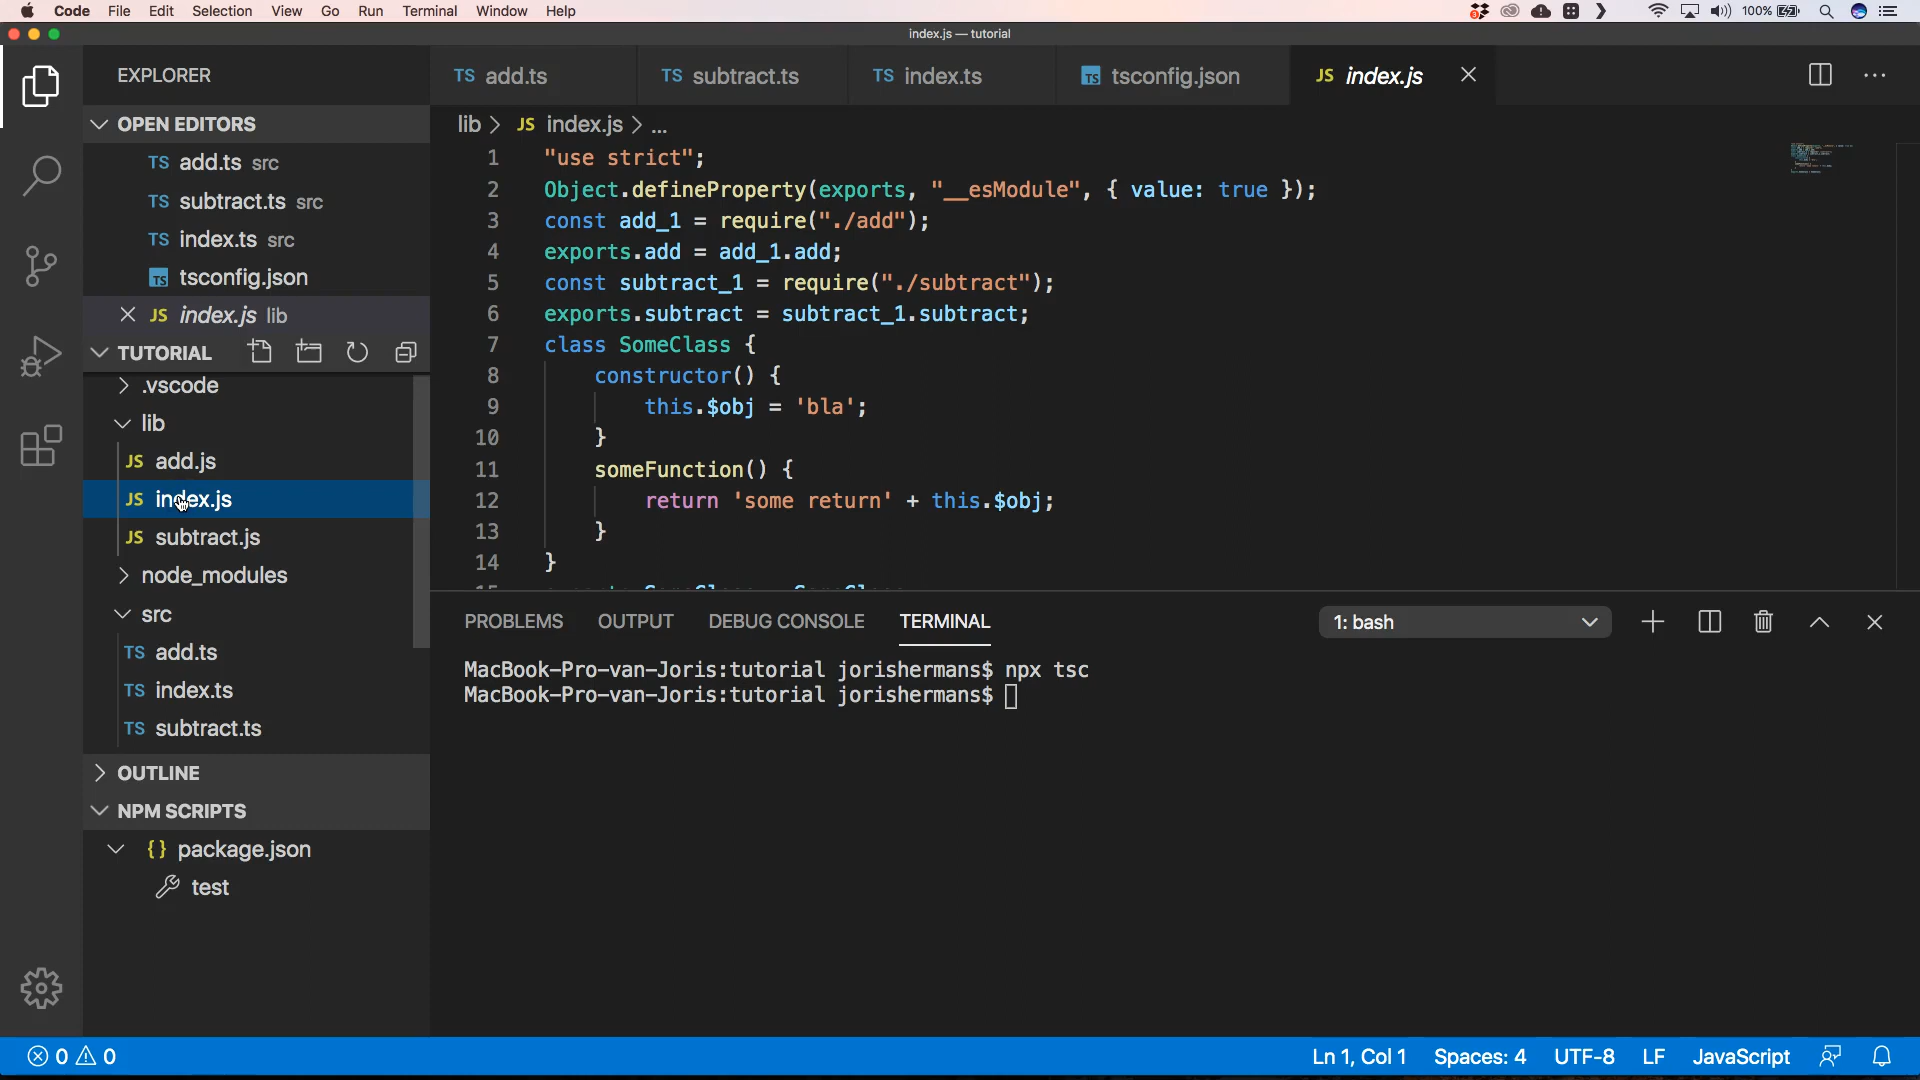 Code File Edit Selection View Go Run Terminal Window Help 3 100%
index.js — tutorial
EXPLORER
OPEN EDITORS
TS add.ts src
TS subtract.ts src
TS index.ts src
TS tsconfig.json
JS index.js lib
TUTORIAL
.vscode
lib
JS add.js
JS index.js
JS subtract.js
node_modules
src
TS add.ts
TS index.ts
TS subtract.ts
OUTLINE
NPM SCRIPTS
{} package.json
test
TS add.ts TS subtract.ts TS index.ts TS tsconfig.json JS index.js
lib > JS index.js > ...
1 "use strict";
2 Object.defineProperty(exports, "__esModule", { value: true });
3 const add_1 = require("./add");
4 exports.add = add_1.add;
5 const subtract_1 = require("./subtract");
6 exports.subtract = subtract_1.subtract;
7 class SomeClass {
8 constructor() {
9 this.$obj = 'bla';
10 }
11 someFunction() {
12 return 'some return' + this.$obj;
13 }
14 }
PROBLEMS OUTPUT DEBUG CONSOLE TERMINAL 1: bash
MacBook-Pro-van-Joris:tutorial jorishermans$ npx tsc
MacBook-Pro-van-Joris:tutorial jorishermans$
0 0 Ln 1, Col 1 Spaces: 4 UTF-8 LF JavaScript